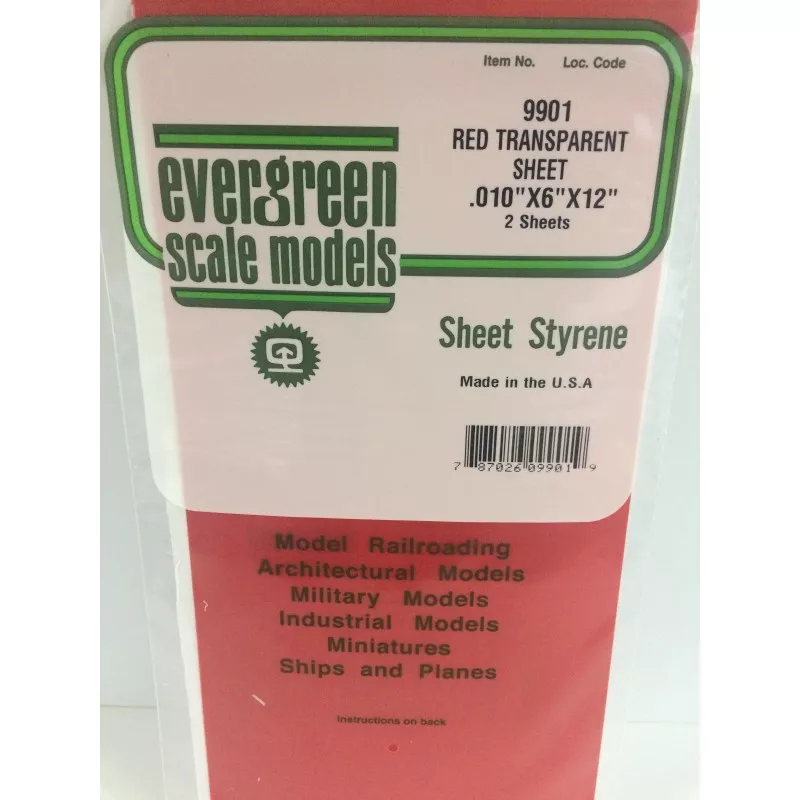 Item No. Loc. Code
9901
RED TRANSPARENT
SHEET
.010"X6"X12"
2 Sheets
evergreen
scale models
Sheet Styrene
Made in the U.S.A
7 87026 09901 9
Model Railroading
Architectural Models
Military Models
Industrial Models
Miniatures
Ships and Planes
Instructions on back